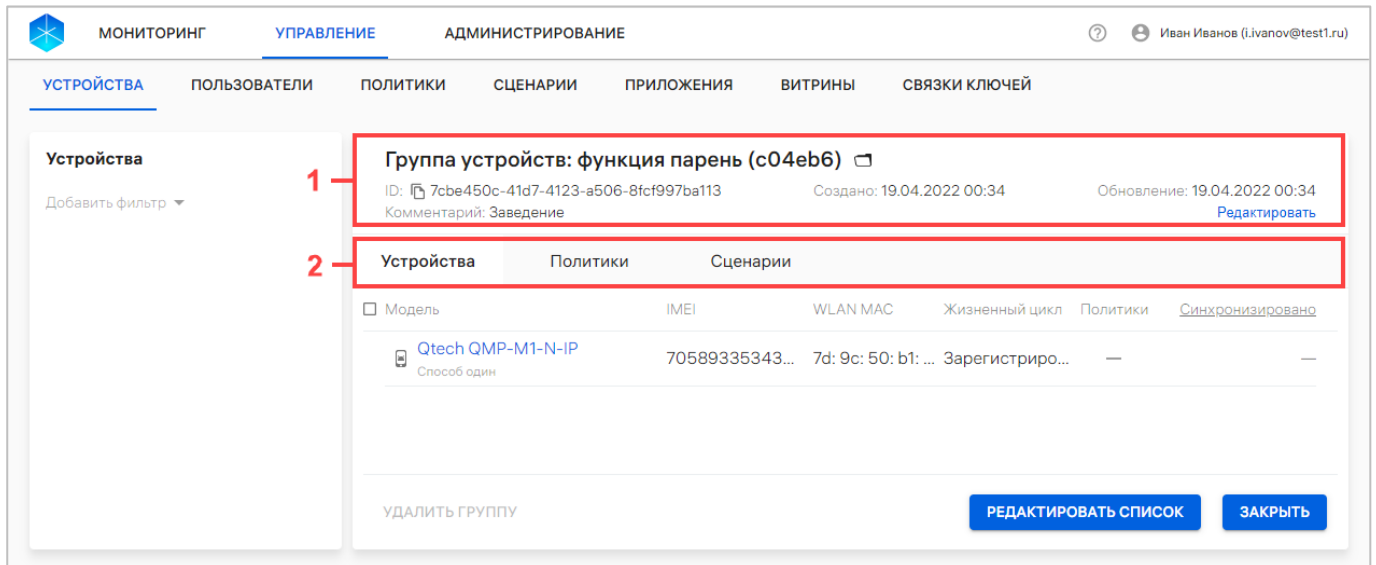 МОНИТОРИНГ УПРАВЛЕНИЕ АДМИНИСТРИРОВАНИЕ ? Иван Иванов (i.ivanov@test1.ru)
УСТРОЙСТВА ПОЛЬЗОВАТЕЛИ ПОЛИТИКИ СЦЕНАРИИ ПРИЛОЖЕНИЯ ВИТРИНЫ СВЯЗКИ КЛЮЧЕЙ
Устройства
Добавить фильтр
1
Группа устройств: функция парень (c04eb6)
ID: 7cbe450c-41d7-4123-a506-8fcf997ba113 Создано: 19.04.2022 00:34 Обновление: 19.04.2022 00:34
Комментарий: Заведение Редактировать
2
Устройства Политики Сценарии
Модель IMEI WLAN MAC Жизненный цикл Политики Синхронизировано
Qtech QMP-M1-N-IP 70589335343... 7d: 9c: 50: b1: ... Зарегистриро... — —
Способ один
УДАЛИТЬ ГРУППУ РЕДАКТИРОВАТЬ СПИСОК ЗАКРЫТЬ